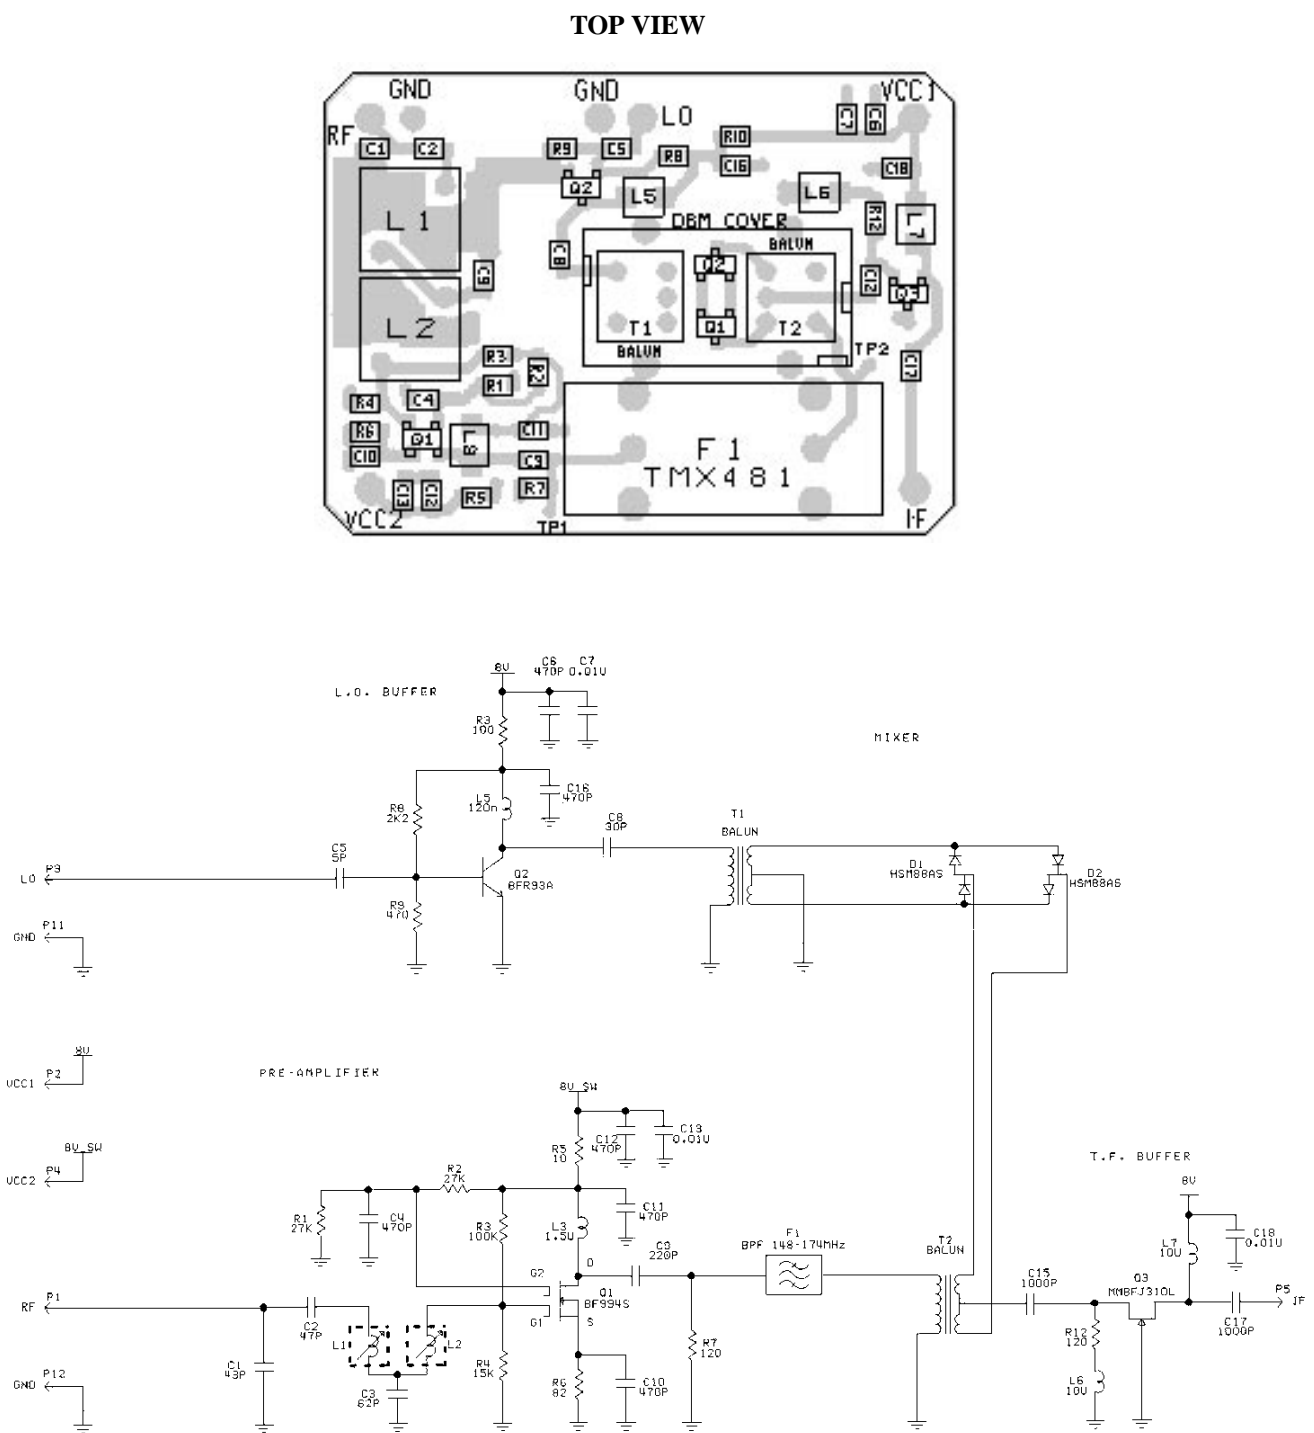 TOP VIEW
GND
GND
VCC1
RF
LO
C1
C2
R9
C5
R8
R10
C16
C7
C6
C18
L1
Q2
L5
L6
R12
L7
DBM COVER
BALUN
C8
C9
Q2
C12
Q3
L2
T1
Q1
T2
BALUN
TP2
R3
R1
R2
C17
R4
C4
R6
Q1
C11
C10
C9
F1
TMX481
C13
C12
R5
R7
VCC2
TP1
IF
L.O. BUFFER
8V
C6
470P
C7
0.01U
R3
100
MIXER
C16
470P
L5
120n
R8
2K2
C8
30P
T1
BALUN
C5
5P
LO
P3
Q2
BFR93A
D1
HSM88AS
D2
HSM88AS
R9
470
P11
GND
8V
VCC1
P2
PRE-AMPLIFIER
8V_SW
C12
470P
C13
0.01U
R5
10
8V_SW
VCC2
P4
T.F. BUFFER
R2
27K
8V
R1
27K
C4
470P
R3
100K
L3
1.5U
C11
470P
C18
0.01U
L7
10U
C9
220P
F1
BPF 148-174MHz
T2
BALUN
G2
D
Q1
BF994S
G1
S
C15
1000P
Q3
MMBFJ310L
P5
IF
RF
P1
C2
47P
L1
L2
C17
1000P
R7
120
R12
120
C1
43P
R4
15K
R6
82
C10
470P
L6
10U
C3
62P
P12
GND